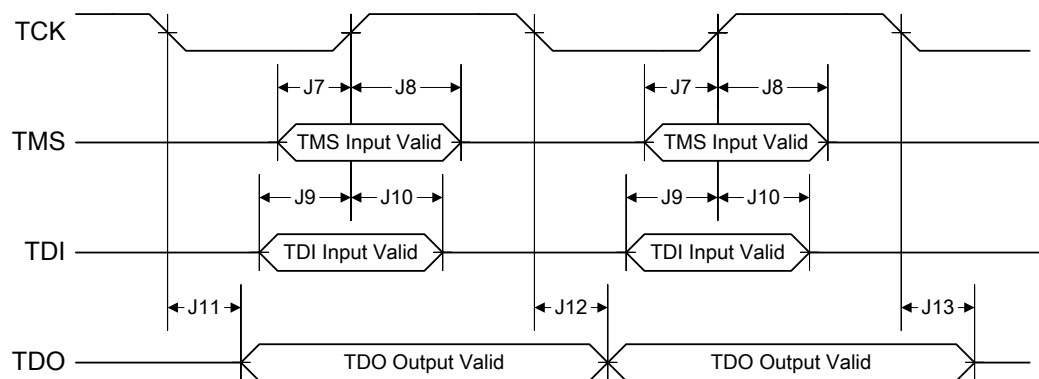 TCK
J7 J8 J7 J8
TMS TMS Input Valid TMS Input Valid
J9 J10 J9 J10
TDI TDI Input Valid TDI Input Valid
J11 J12 J13
TDO TDO Output Valid TDO Output Valid